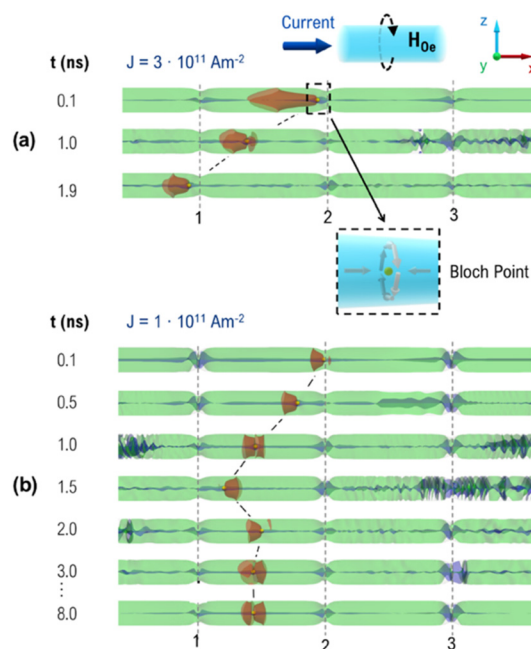 Current
H_Oe
z
y
x
t (ns) J = 3 · 10¹¹ Am⁻²
0.1
(a) 1.0
1.9
1 2 3
Bloch Point
t (ns) J = 1 · 10¹¹ Am⁻²
0.1
0.5
1.0
(b) 1.5
2.0
3.0
⋮
8.0
1 2 3